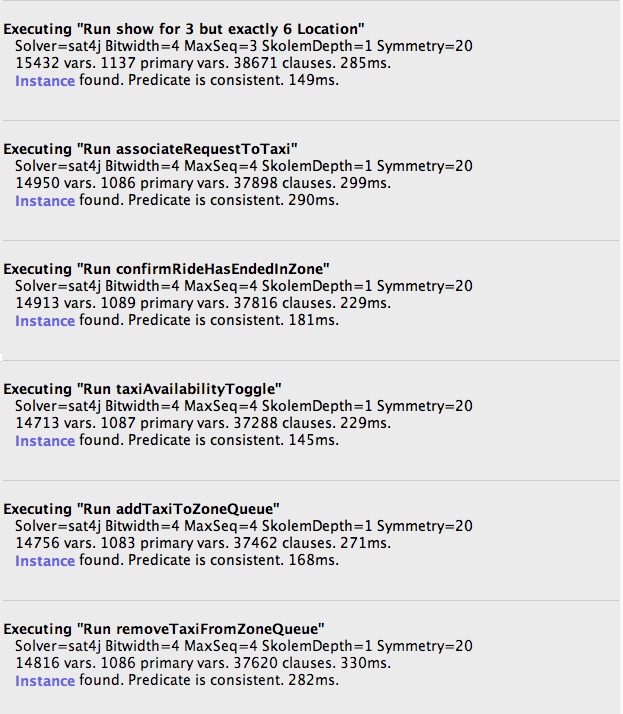 Executing "Run show for 3 but exactly 6 Location"
Solver=sat4j Bitwidth=4 MaxSeq=3 SkolemDepth=1 Symmetry=20
15432 vars. 1137 primary vars. 38671 clauses. 285ms.
Instance found. Predicate is consistent. 149ms.
Executing "Run associateRequestToTaxi"
Solver=sat4j Bitwidth=4 MaxSeq=4 SkolemDepth=1 Symmetry=20
14950 vars. 1086 primary vars. 37898 clauses. 299ms.
Instance found. Predicate is consistent. 290ms.
Executing "Run confirmRideHasEndedInZone"
Solver=sat4j Bitwidth=4 MaxSeq=4 SkolemDepth=1 Symmetry=20
14913 vars. 1089 primary vars. 37816 clauses. 229ms.
Instance found. Predicate is consistent. 181ms.
Executing "Run taxiAvailabilityToggle"
Solver=sat4j Bitwidth=4 MaxSeq=4 SkolemDepth=1 Symmetry=20
14713 vars. 1087 primary vars. 37288 clauses. 229ms.
Instance found. Predicate is consistent. 145ms.
Executing "Run addTaxiToZoneQueue"
Solver=sat4j Bitwidth=4 MaxSeq=4 SkolemDepth=1 Symmetry=20
14756 vars. 1083 primary vars. 37462 clauses. 271ms.
Instance found. Predicate is consistent. 168ms.
Executing "Run removeTaxiFromZoneQueue"
Solver=sat4j Bitwidth=4 MaxSeq=4 SkolemDepth=1 Symmetry=20
14816 vars. 1086 primary vars. 37620 clauses. 330ms.
Instance found. Predicate is consistent. 282ms.